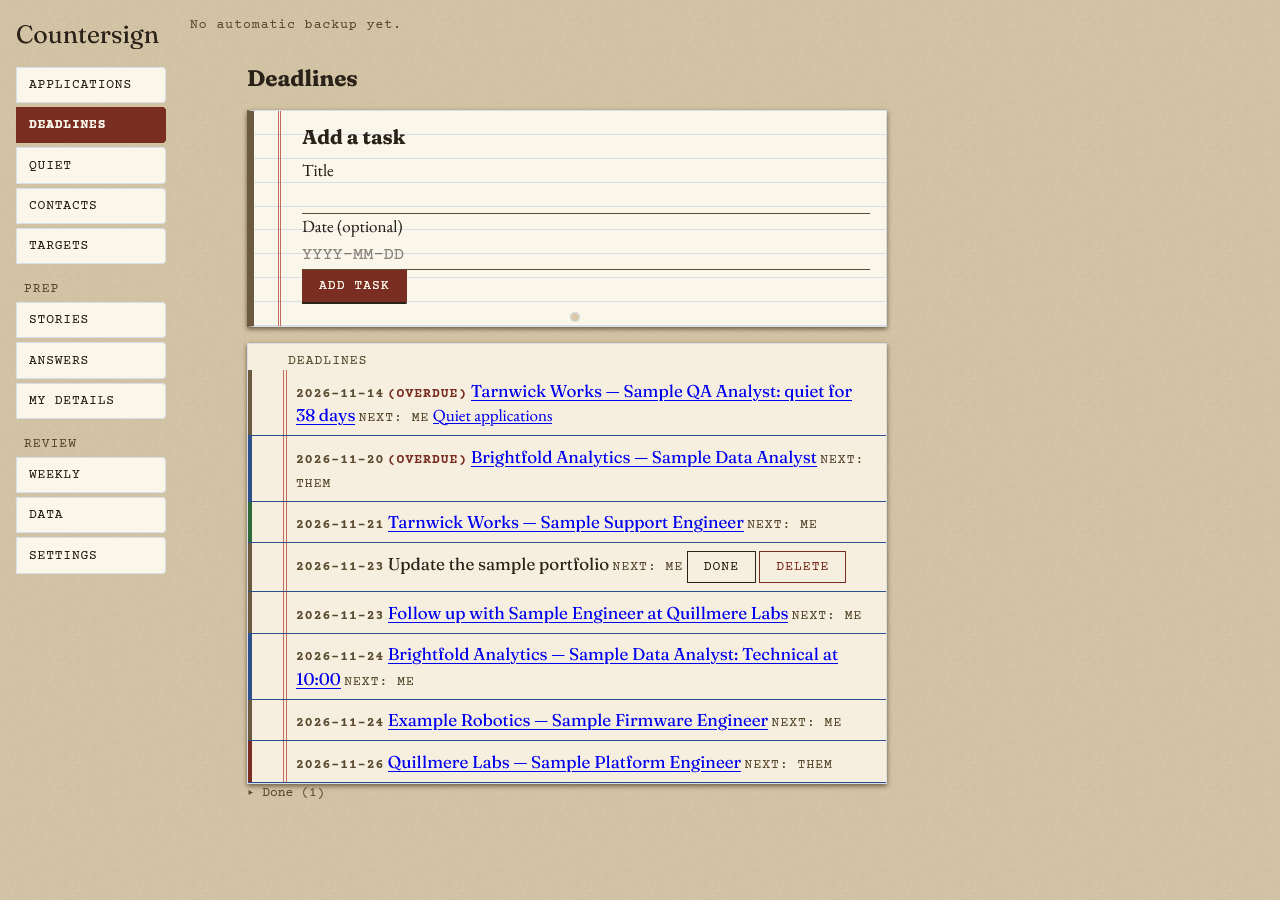 Countersign
No automatic backup yet.
APPLICATIONS
DEADLINES
QUIET
CONTACTS
TARGETS
PREP
STORIES
ANSWERS
MY DETAILS
REVIEW
WEEKLY
DATA
SETTINGS
Deadlines
Add a task
Title
Date (optional)
YYYY-MM-DD
ADD TASK
DEADLINES
2026-11-14 (OVERDUE) Tarnwick Works — Sample QA Analyst: quiet for
38 days NEXT: ME Quiet applications
2026-11-20 (OVERDUE) Brightfold Analytics — Sample Data Analyst NEXT:
THEM
2026-11-21 Tarnwick Works — Sample Support Engineer NEXT: ME
2026-11-23 Update the sample portfolio NEXT: ME DONE DELETE
2026-11-23 Follow up with Sample Engineer at Quillmere Labs NEXT: ME
2026-11-24 Brightfold Analytics — Sample Data Analyst: Technical at
10:00 NEXT: ME
2026-11-24 Example Robotics — Sample Firmware Engineer NEXT: ME
2026-11-26 Quillmere Labs — Sample Platform Engineer NEXT: THEM
▸ Done (1)